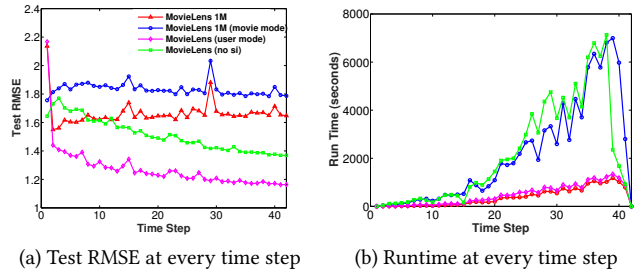 (a)
MovieLens 1M
MovieLens 1M (movie mode)
MovieLens (user mode)
MovieLens (no si)
Test RMSE
2.2
2
1.8
1.6
1.4
1.2
1
0 10 20 30 40
Time Step
(a) Test RMSE at every time step
(b)
Run Time (seconds)
8000
6000
4000
2000
0
0 10 20 30 40
Time Step
(b) Runtime at every time step